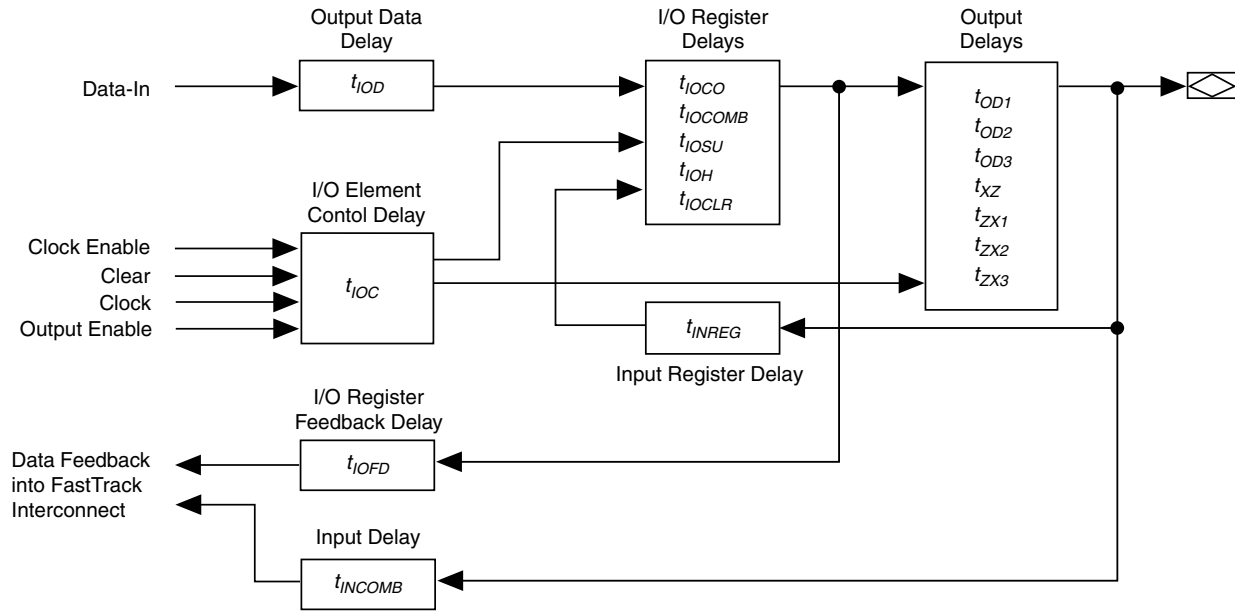 Output Data
Delay
I/O Register
Delays
Output
Delays
Data-In
tIOD
tIOCO
tIOCOMB
tIOSU
tIOH
tIOCLR
tOD1
tOD2
tOD3
tXZ
tZX1
tZX2
tZX3
I/O Element
Contol Delay
Clock Enable
Clear
Clock
Output Enable
tIOC
tINREG
Input Register Delay
I/O Register
Feedback Delay
Data Feedback
into FastTrack
Interconnect
tIOFD
Input Delay
tINCOMB